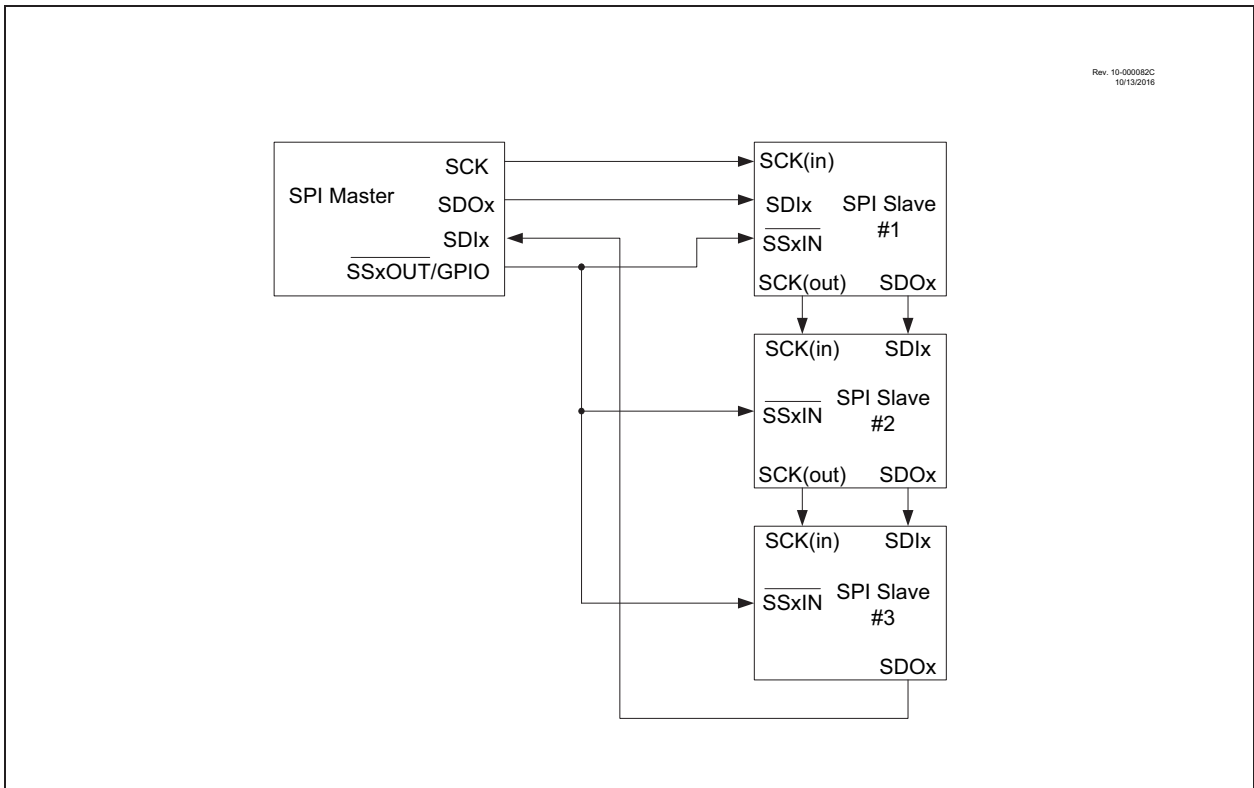 Rev. 10-000082C
10/13/2016
SPI Master
SCK
SDOx
SDIx
SSxOUT/GPIO
SCK(in)
SDIx
SPI Slave
#1
SSxIN
SCK(out) SDOx
SCK(in) SDIx
SPI Slave
#2
SSxIN
SCK(out) SDOx
SCK(in) SDIx
SPI Slave
#3
SSxIN
SDOx